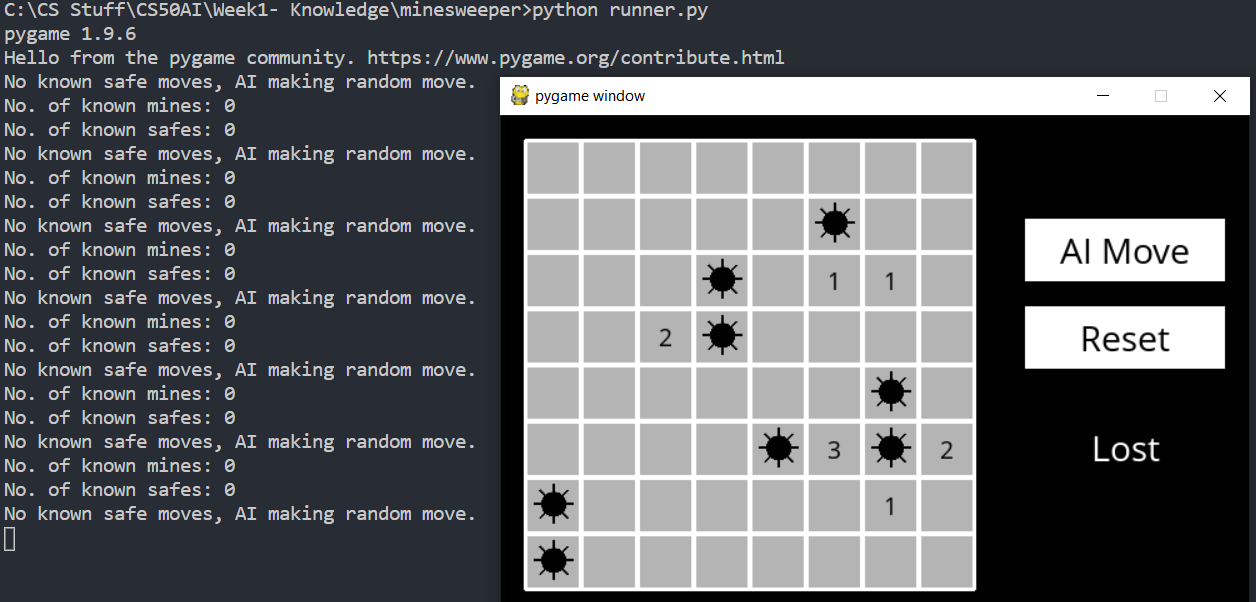 C:\CS Stuff\CS50AI\Week1- Knowledge\minesweeper>python runner.py
pygame 1.9.6
Hello from the pygame community. https://www.pygame.org/contribute.html
No known safe moves, AI making random move.
No. of known mines: 0
No. of known safes: 0
No known safe moves, AI making random move.
No. of known mines: 0
No. of known safes: 0
No known safe moves, AI making random move.
No. of known mines: 0
No. of known safes: 0
No known safe moves, AI making random move.
No. of known mines: 0
No. of known safes: 0
No known safe moves, AI making random move.
No. of known mines: 0
No. of known safes: 0
No known safe moves, AI making random move.
No. of known mines: 0
No. of known safes: 0
No known safe moves, AI making random move.
pygame window
1 1
2
3 2
1
AI Move
Reset
Lost